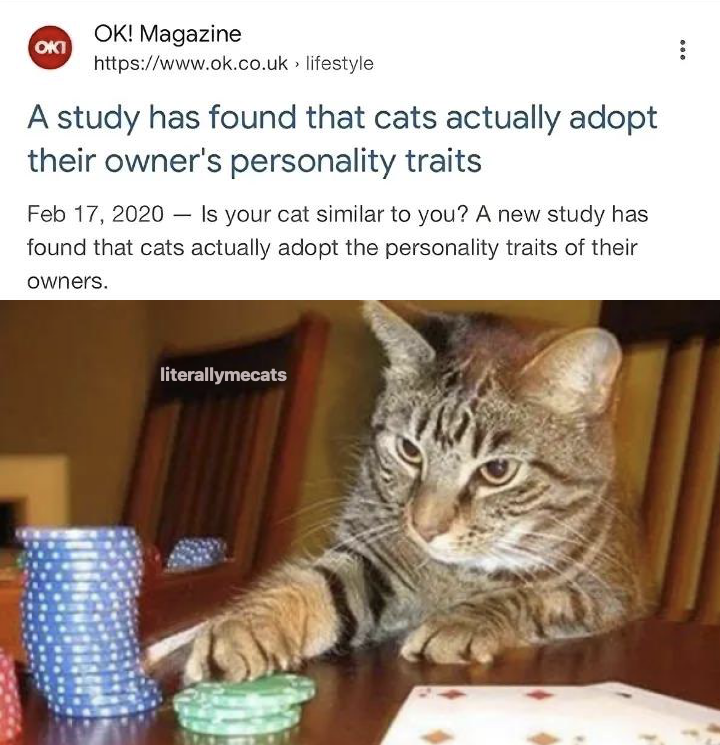 OK!
OK! Magazine
https://www.ok.co.uk › lifestyle
A study has found that cats actually adopt
their owner's personality traits
Feb 17, 2020 — Is your cat similar to you? A new study has
found that cats actually adopt the personality traits of their
owners.
literallymecats